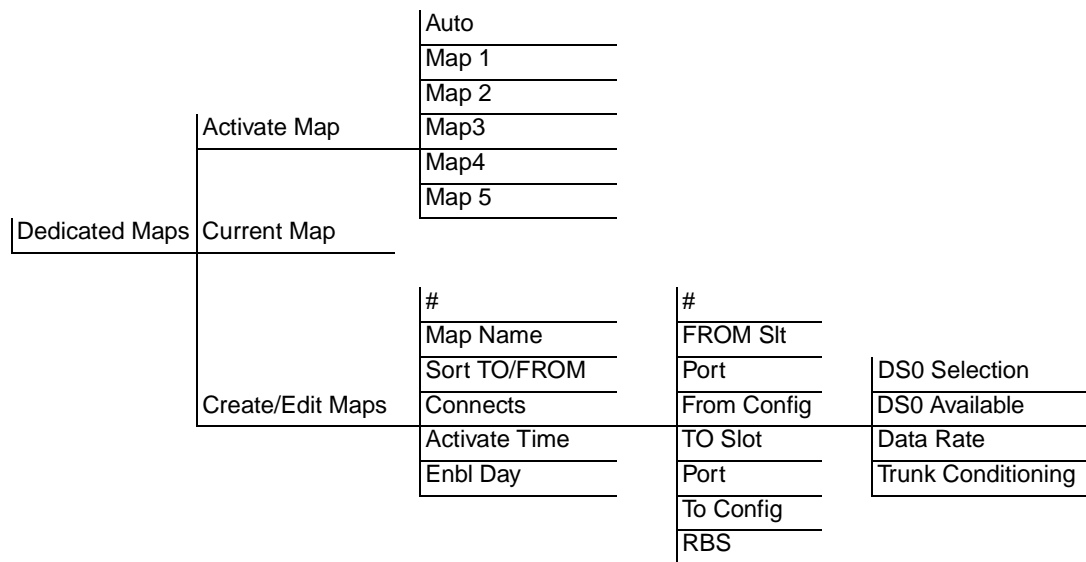 Auto
Map 1
Map 2
Activate Map
Map3
Map4
Map 5
Dedicated Maps
Current Map
#
Map Name
Sort TO/FROM
Create/Edit Maps
Connects
Activate Time
Enbl Day
#
FROM Slt
Port
From Config
TO Slot
Port
To Config
RBS
DS0 Selection
DS0 Available
Data Rate
Trunk Conditioning